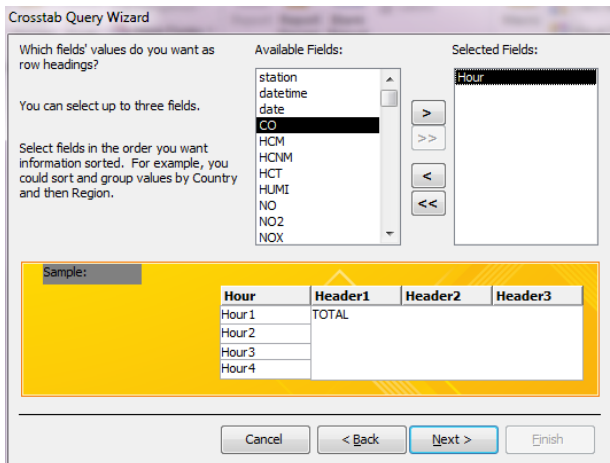 Crosstab Query Wizard
Which fields' values do you want as
row headings?
You can select up to three fields.
Select fields in the order you want
information sorted. For example, you
could sort and group values by Country
and then Region.
Available Fields:
station
datetime
date
CO
HCM
HCNM
HCT
HUMI
NO
NO2
NOX
>
>>
<
<<
Selected Fields:
Hour
Sample:
Hour Header1 Header2 Header3
Hour1 TOTAL
Hour2
Hour3
Hour4
Cancel < Back Next > Finish